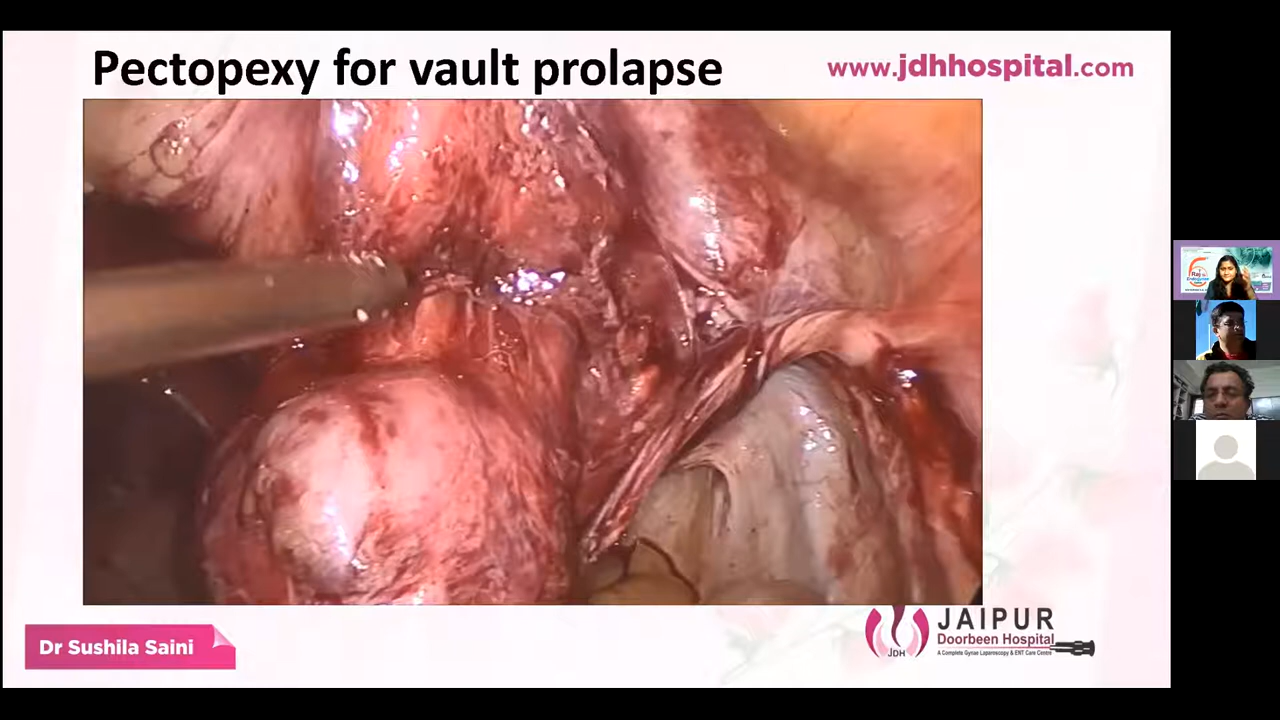 Pectopexy for vault prolapse
www.jdhhospital.com
Dr Sushila Saini
JDH
JAIPUR
Doorbeen Hospital
A Complete Gynae Laparoscopy & ENT Care Centre